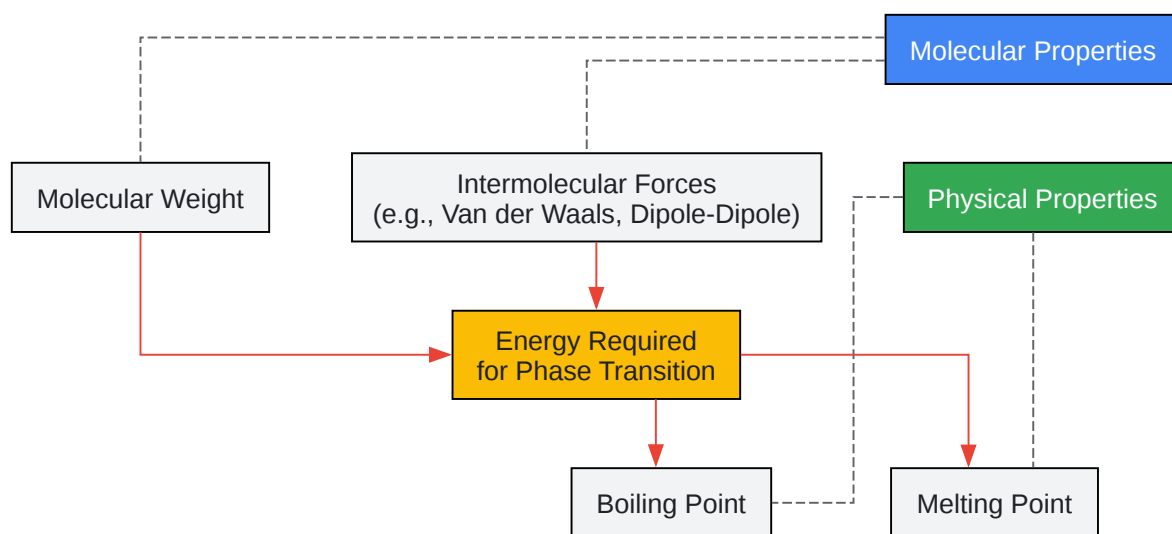 Molecular Properties
Molecular Weight
Intermolecular Forces
(e.g., Van der Waals, Dipole-Dipole)
Physical Properties
Energy Required
for Phase Transition
Boiling Point
Melting Point